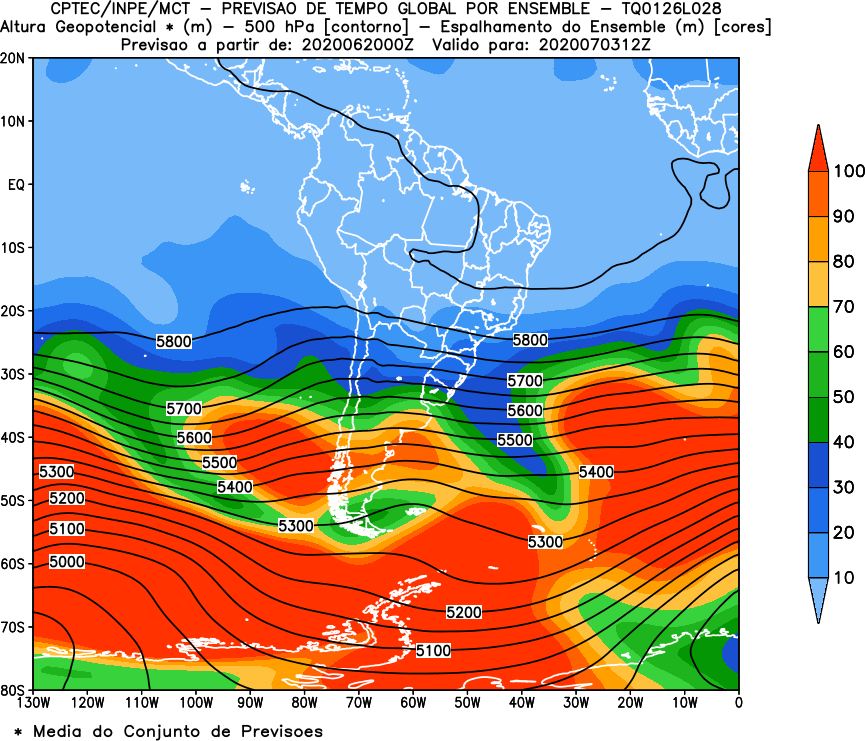 CPTEC/INPE/MCT − PREVISAO DE TEMPO GLOBAL POR ENSEMBLE − TQ0126L028
Altura Geopotencial * (m) − 500 hPa [contorno] − Espalhamento do Ensemble (m) [cores]
Previsao a partir de: 2020062000Z Valido para: 2020070312Z
20N
10N
EQ
10S
20S
30S
40S
50S
60S
70S
80S
5800
5800
5700
5700
5600
5600
5500
5500
5400
5400
5300
5300
5300
5200
5200
5100
5100
5000
130W 120W 110W 100W 90W 80W 70W 60W 50W 40W 30W 20W 10W 0
100
90
80
70
60
50
40
30
20
10
* Media do Conjunto de Previsoes